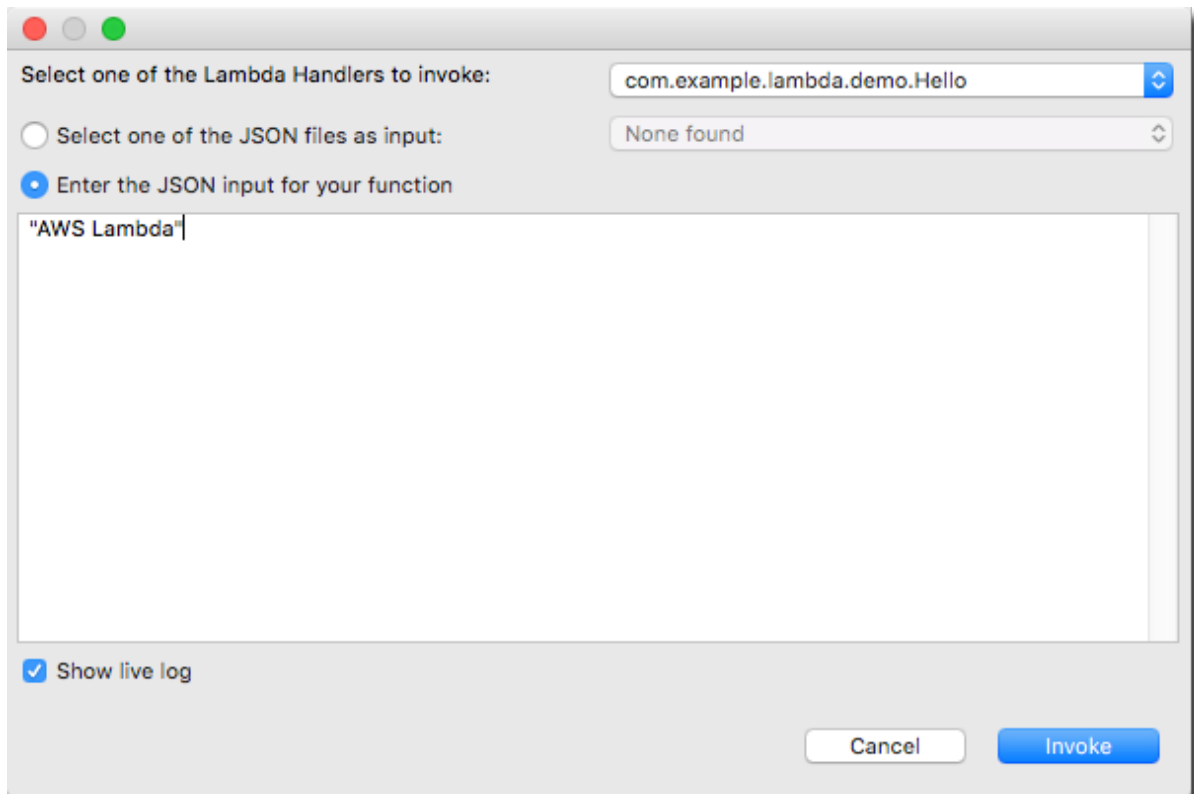 Select one of the Lambda Handlers to invoke: com.example.lambda.demo.Hello
Select one of the JSON files as input: None found
Enter the JSON input for your function
"AWS Lambda"
Show live log
Cancel Invoke